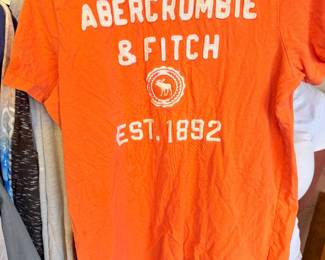 ABERCROMBIE
& FITCH
EST. 1892